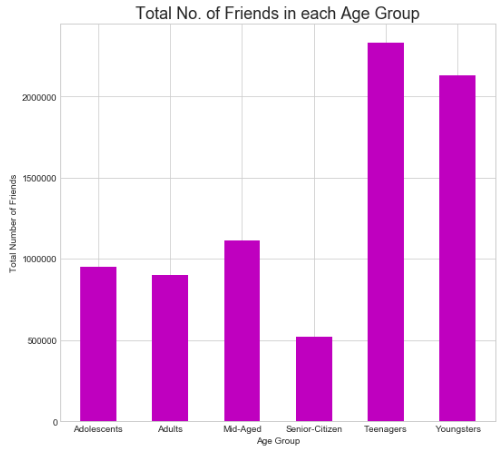 Total No. of Friends in each Age Group
Total Number of Friends
2000000
1500000
1000000
500000
0
Adolescents Adults Mid-Aged Senior-Citizen Teenagers Youngsters
Age Group